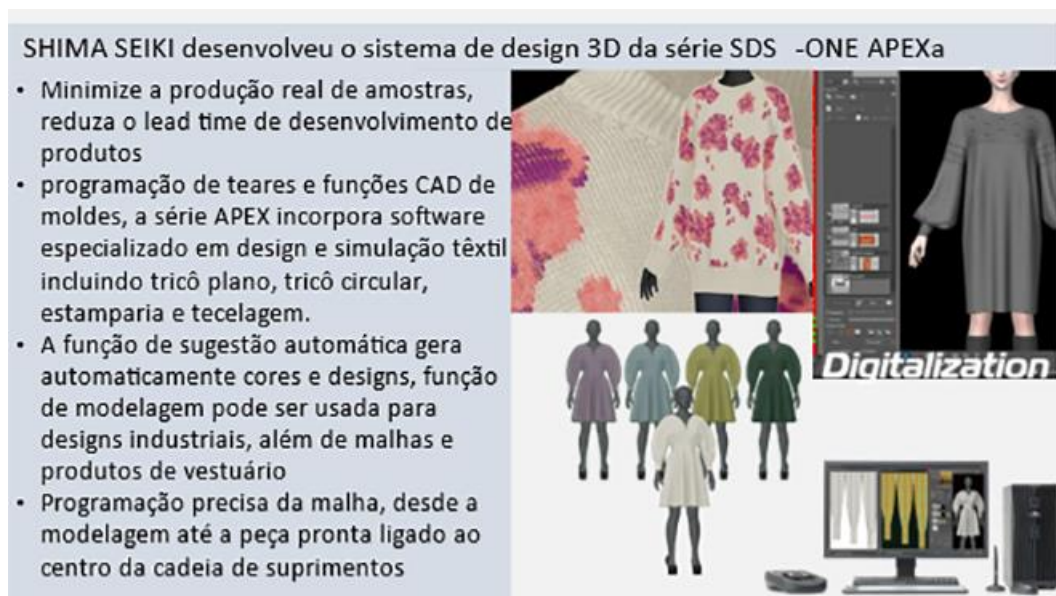 SHIMA SEIKI desenvolveu o sistema de design 3D da série SDS -ONE APEXa
• Minimize a produção real de amostras,
reduza o lead time de desenvolvimento de
produtos
• programação de teares e funções CAD de
moldes, a série APEX incorpora software
especializado em design e simulação têxtil
incluindo tricô plano, tricô circular,
estamparia e tecelagem.
• A função de sugestão automática gera
automaticamente cores e designs, função
de modelagem pode ser usada para
designs industriais, além de malhas e
produtos de vestuário
• Programação precisa da malha, desde a
modelagem até a peça pronta ligado ao
centro da cadeia de suprimentos
Digitalization